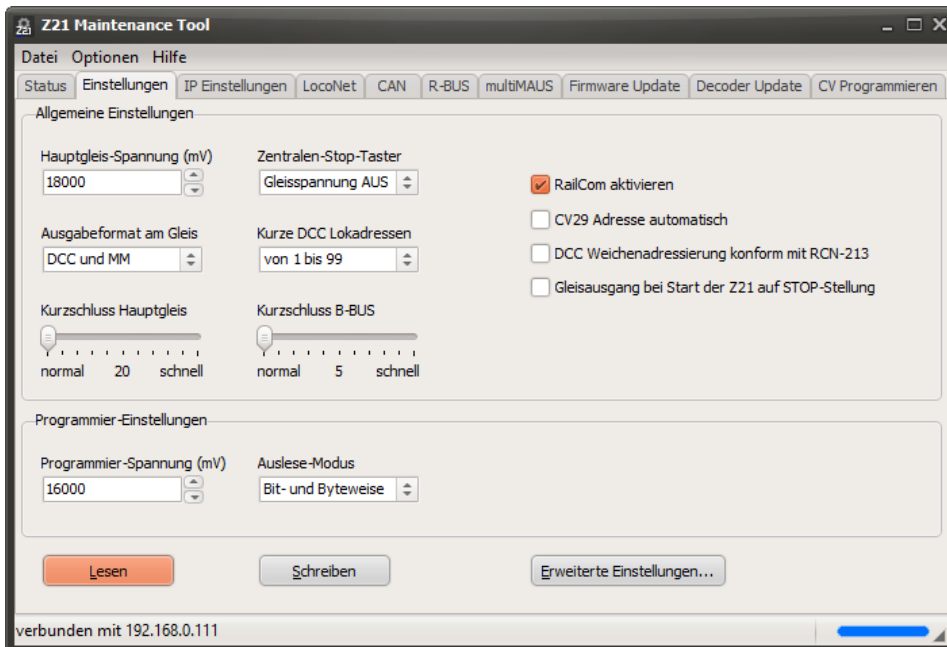 Z21 Maintenance Tool
Datei Optionen Hilfe
Status Einstellungen IP Einstellungen LocoNet CAN R-BUS multiMAUS Firmware Update Decoder Update CV Programmieren
Allgemeine Einstellungen
Hauptgleis-Spannung (mV) Zentralen-Stop-Taster
18000 Gleisspannung AUS
RailCom aktivieren
CV29 Adresse automatisch
Ausgabeformat am Gleis Kurze DCC Lokadressen
DCC und MM von 1 bis 99
DCC Weichenadressierung konform mit RCN-213
Gleisausgang bei Start der Z21 auf STOP-Stellung
Kurzschluss Hauptgleis Kurzschluss B-BUS
normal 20 schnell normal 5 schnell
Programmier-Einstellungen
Programmier-Spannung (mV) Auslese-Modus
16000 Bit- und Byteweise
Lesen Schreiben Erweiterte Einstellungen...
verbunden mit 192.168.0.111